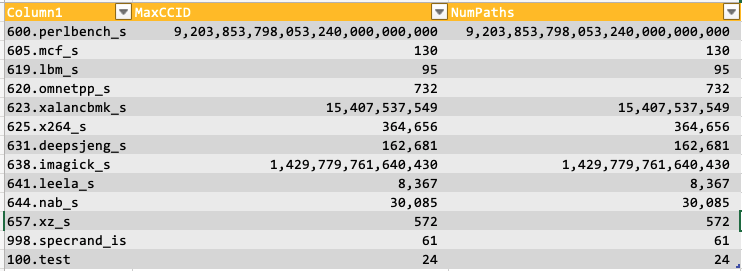 Column1 MaxCCID NumPaths
600.perlbench_s 9,203,853,798,053,240,000,000,000 9,203,853,798,053,240,000,000,000
605.mcf_s 130 130
619.lbm_s 95 95
620.omnetpp_s 732 732
623.xalancbmk_s 15,407,537,549 15,407,537,549
625.x264_s 364,656 364,656
631.deepsjeng_s 162,681 162,681
638.imagick_s 1,429,779,761,640,430 1,429,779,761,640,430
641.leela_s 8,367 8,367
644.nab_s 30,085 30,085
657.xz_s 572 572
998.specrand_is 61 61
100.test 24 24